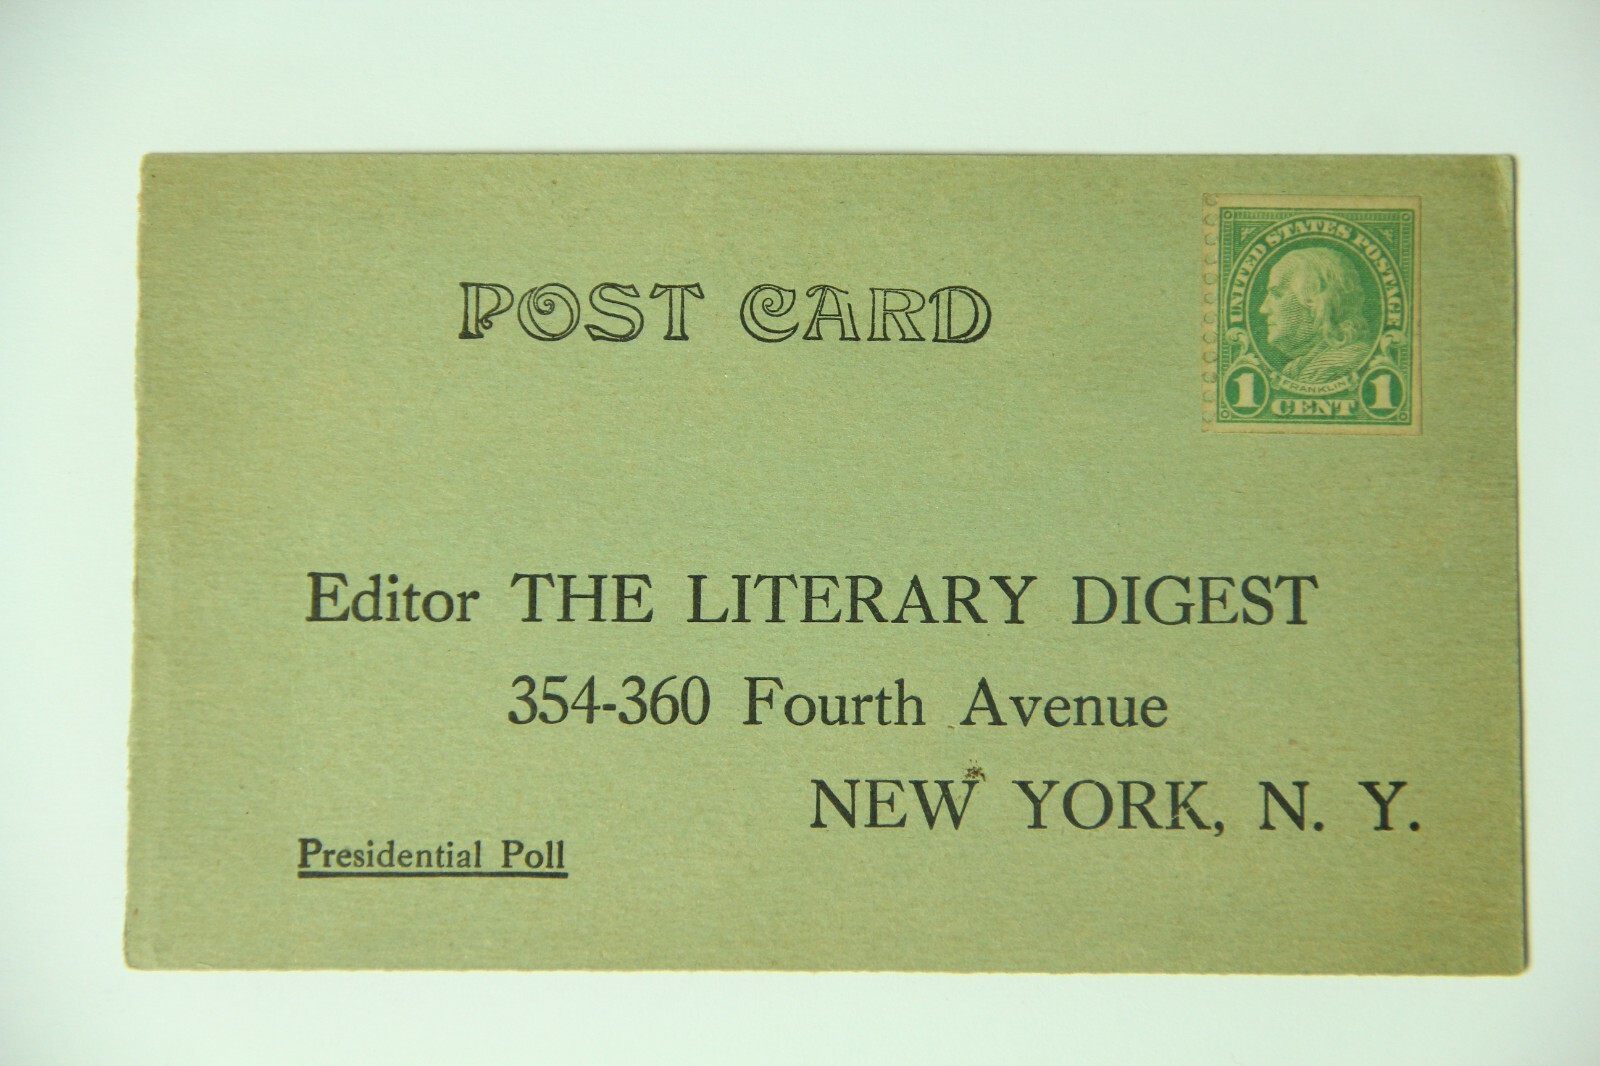 POST CARD
UNITED STATES POSTAGE
FRANKLIN
1 CENT 1
Editor THE LITERARY DIGEST
354-360 Fourth Avenue
NEW YORK, N. Y.
Presidential Poll